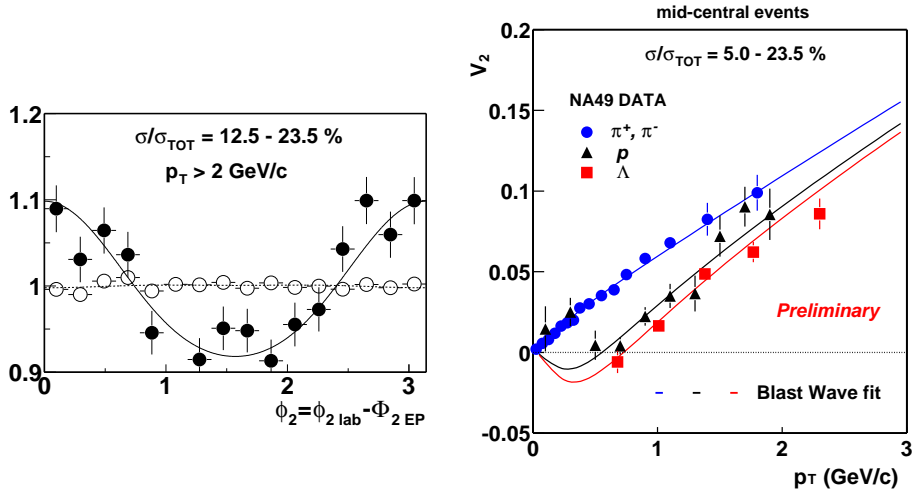 1.2
σ/σTOT = 12.5 - 23.5 %
pT > 2 GeV/c
1.1
1
0.9
0 1 2 3
ϕ2=ϕ2 lab-Φ2 EP
mid-central events
0.2
V2
σ/σTOT = 5.0 - 23.5 %
0.15
NA49 DATA
π+, π-
p
Λ
0.1
0.05
Preliminary
0
Blast Wave fit
-0.05
0 1 2 3
pT (GeV/c)